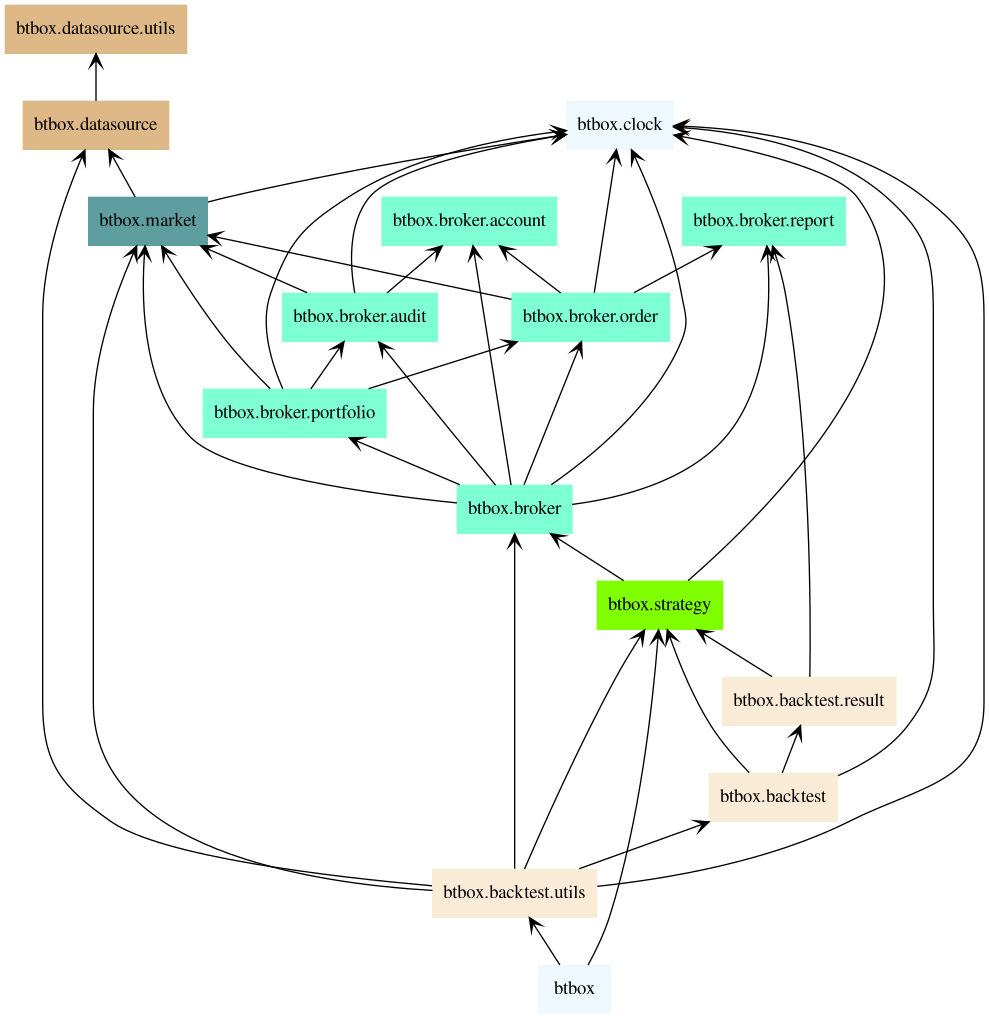 btbox.datasource.utils
btbox.datasource
btbox.clock
btbox.market
btbox.broker.account
btbox.broker.report
btbox.broker.audit
btbox.broker.order
btbox.broker.portfolio
btbox.broker
btbox.strategy
btbox.backtest.result
btbox.backtest
btbox.backtest.utils
btbox